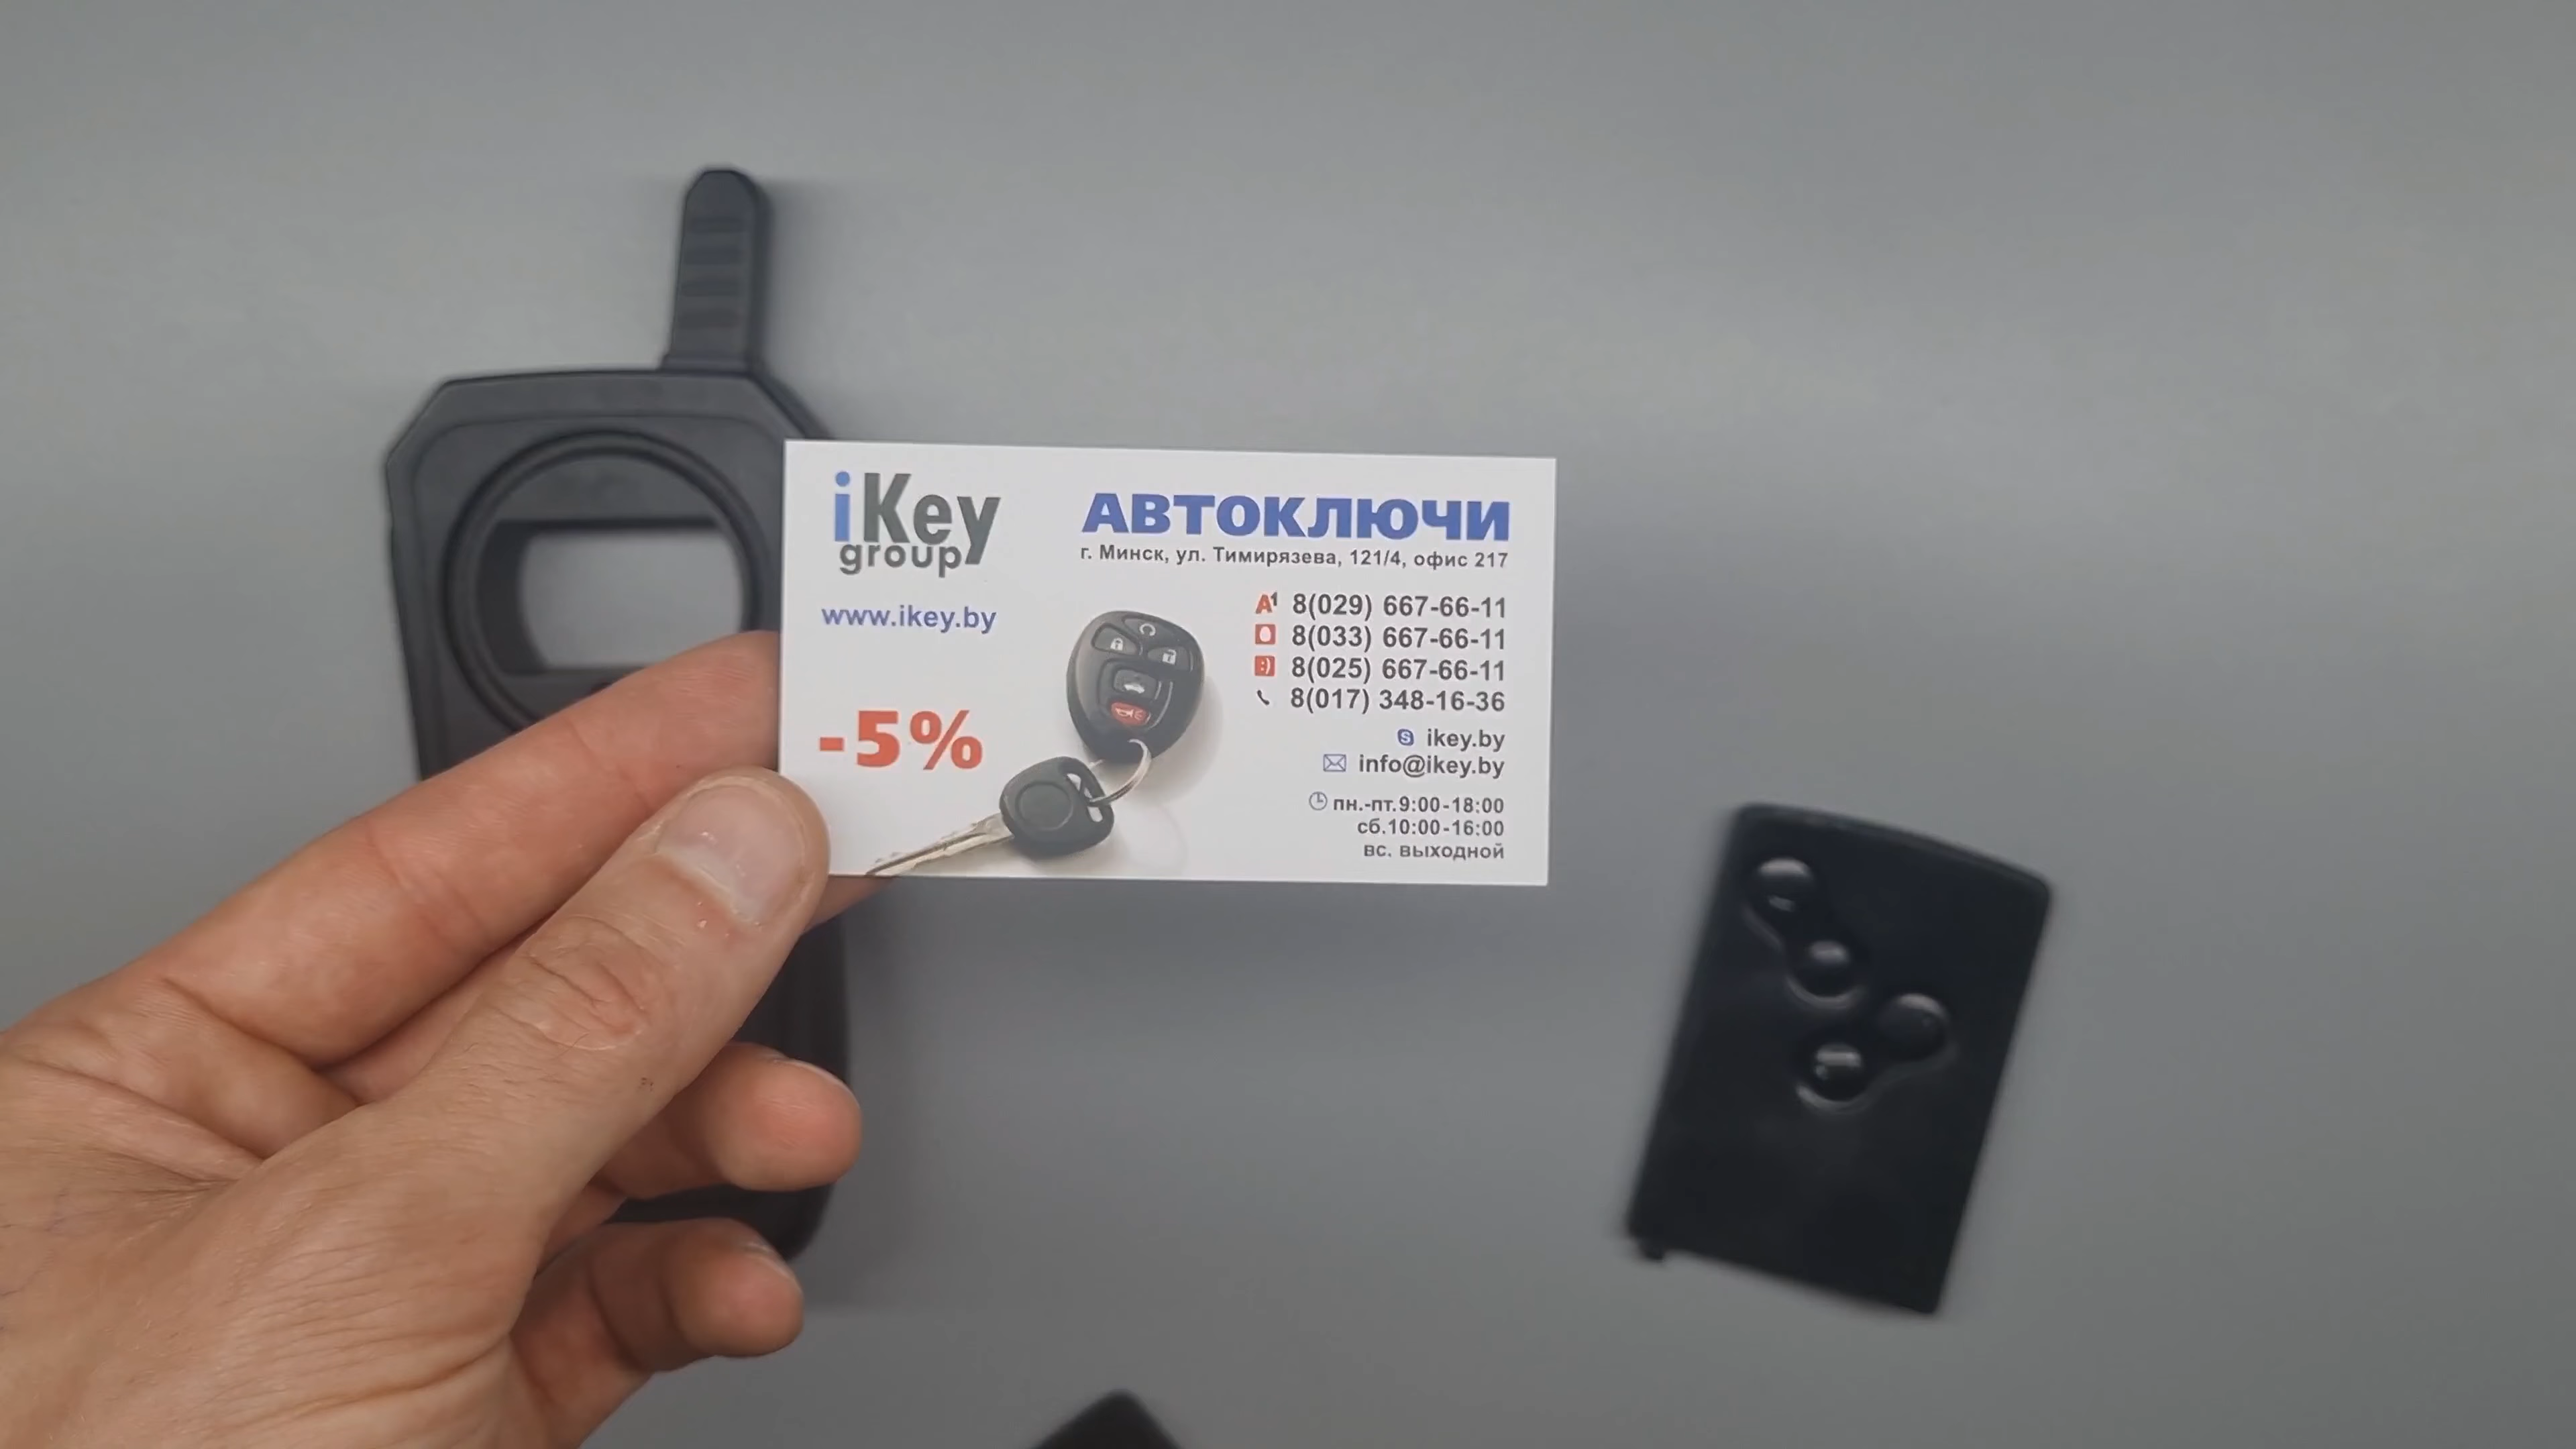 iKey
group
www.ikey.by
-5%
АВТОКЛЮЧИ
г. Минск, ул. Тимирязева, 121/4, офис 217
A1 8(029) 667-66-11
8(033) 667-66-11
:) 8(025) 667-66-11
8(017) 348-16-36
ikey.by
info@ikey.by
пн.-пт.9:00-18:00
сб.10:00-16:00
вс. выходной